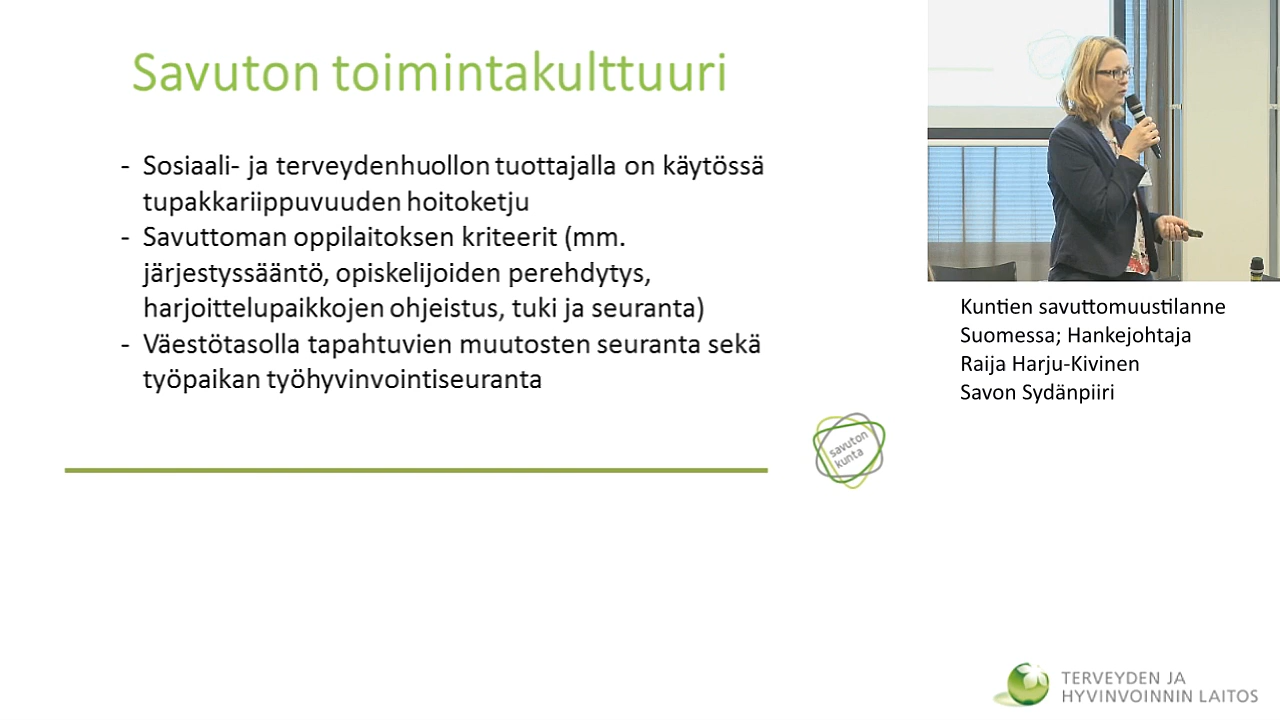 Savuton toimintakulttuuri
- Sosiaali- ja terveydenhuollon tuottajalla on käytössä
tupakkariippuvuuden hoitoketju
- Savuttoman oppilaitoksen kriteerit (mm.
järjestyssääntö, opiskelijoiden perehdytys,
harjoittelupaikkojen ohjeistus, tuki ja seuranta)
- Väestötasolla tapahtuvien muutosten seuranta sekä
työpaikan työhyvinvointiseuranta
savuton
kunta
Kuntien savuttomuustilanne
Suomessa; Hankejohtaja
Raija Harju-Kivinen
Savon Sydänpiiri
TERVEYDEN JA
HYVINVOINNIN LAITOS